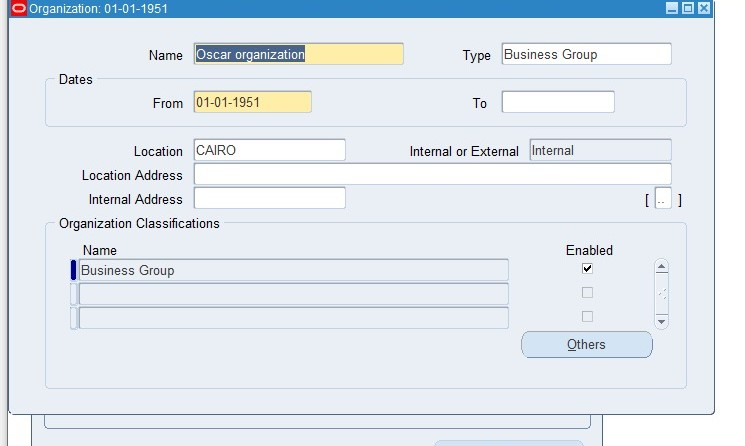 Organization: 01-01-1951
Name Oscar organization Type Business Group
Dates
From 01-01-1951 To
Location CAIRO Internal or External Internal
Location Address
Internal Address [ .. ]
Organization Classifications
Name Enabled
Business Group
Others